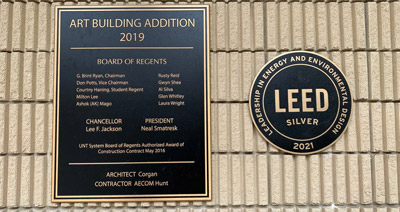 ART BUILDING ADDITION
2019
BOARD OF REGENTS
G. Brint Ryan, Chairman
Don Potts, Vice Chairman
Courtny Haning, Student Regent
Milton Lee
Ashok (AK) Mago
Rusty Reid
Gwyn Shea
Al Silva
Glen Whitley
Laura Wright
CHANCELLOR
Lee F. Jackson
PRESIDENT
Neal Smatresk
UNT System Board of Regents Authorized Award of
Construction Contract May 2016
ARCHITECT Corgan
CONTRACTOR AECOM Hunt
LEADERSHIP IN ENERGY AND ENVIRONMENTAL DESIGN
LEED
SILVER
2021